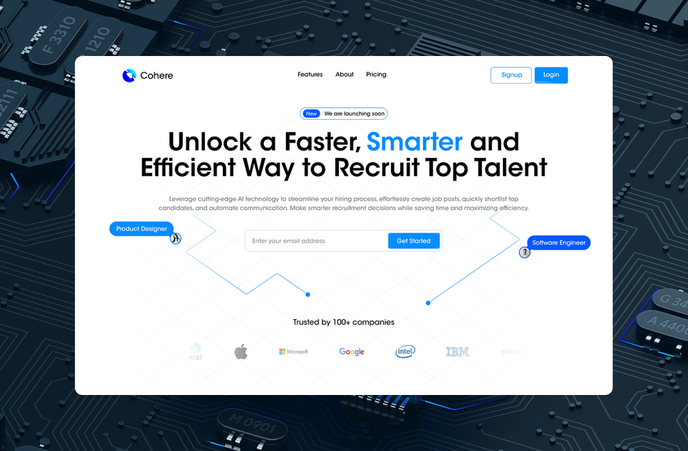 F 3310
1210
2111
Cohere
Features About Pricing
Signup Login
New We are launching soon
Unlock a Faster, Smarter and
Efficient Way to Recruit Top Talent
Leverage cutting-edge AI technology to streamline your hiring process, effortlessly create job posts, quickly shortlist top
candidates, and automate communication. Make smarter recruitment decisions while saving time and maximizing efficiency.
Product Designer
Software Engineer
Enter your email address Get Started
Trusted by 100+ companies
AT&T Microsoft Google intel IBM
A 440
M 0901